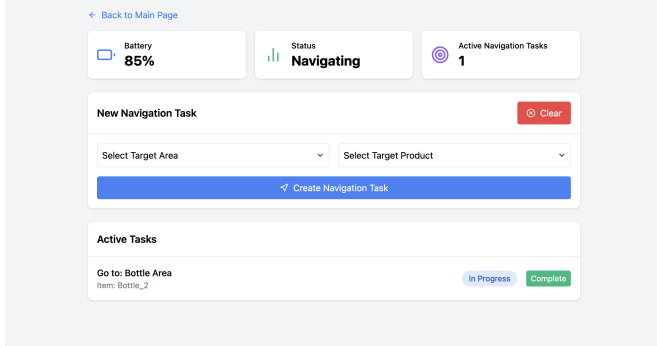 Back to Main Page
Battery
85%
Status
Navigating
Active Navigation Tasks
1
New Navigation Task
Clear
Select Target Area
Select Target Product
Create Navigation Task
Active Tasks
Go to: Bottle Area
Item: Bottle_2
In Progress
Complete